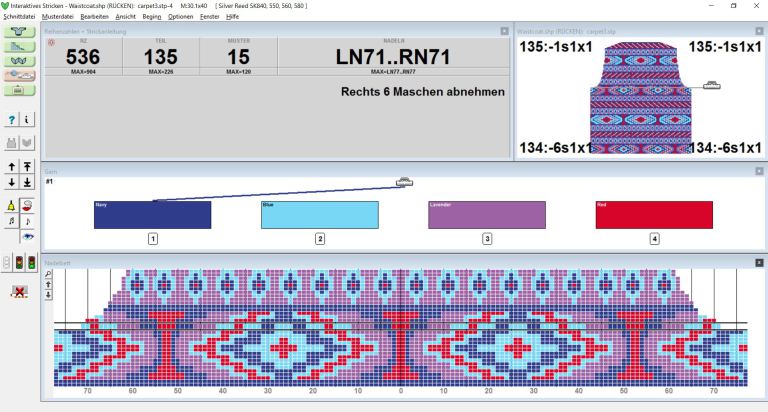 Interaktives Stricken - Waistcoat.shp (RÜCKEN): carpet3.stp-4 M:30.1x40 [ Silver Reed SK840, 550, 560, 580 ]
Schnittdatei Musterdatei Bearbeiten Ansicht Beginn Optionen Fenster Hilfe
Reihenzahlen + Strickanleitung
RZ TEIL MUSTER NADELN
536 135 15 LN71..RN71
MAX=904 MAX=226 MAX=120 MAX=LN77..RN77
Rechts 6 Maschen abnehmen
Waistcoat.shp (RÜCKEN): carpet3.stp
135:-1s1x1 135:-1s1x1
134:-6s1x1 134:-6s1x1
Garn
#1
Navy Blue Lavender Red
1 2 3 4
Nadelbett
70 60 50 40 30 20 10 0 10 20 30 40 50 60 70